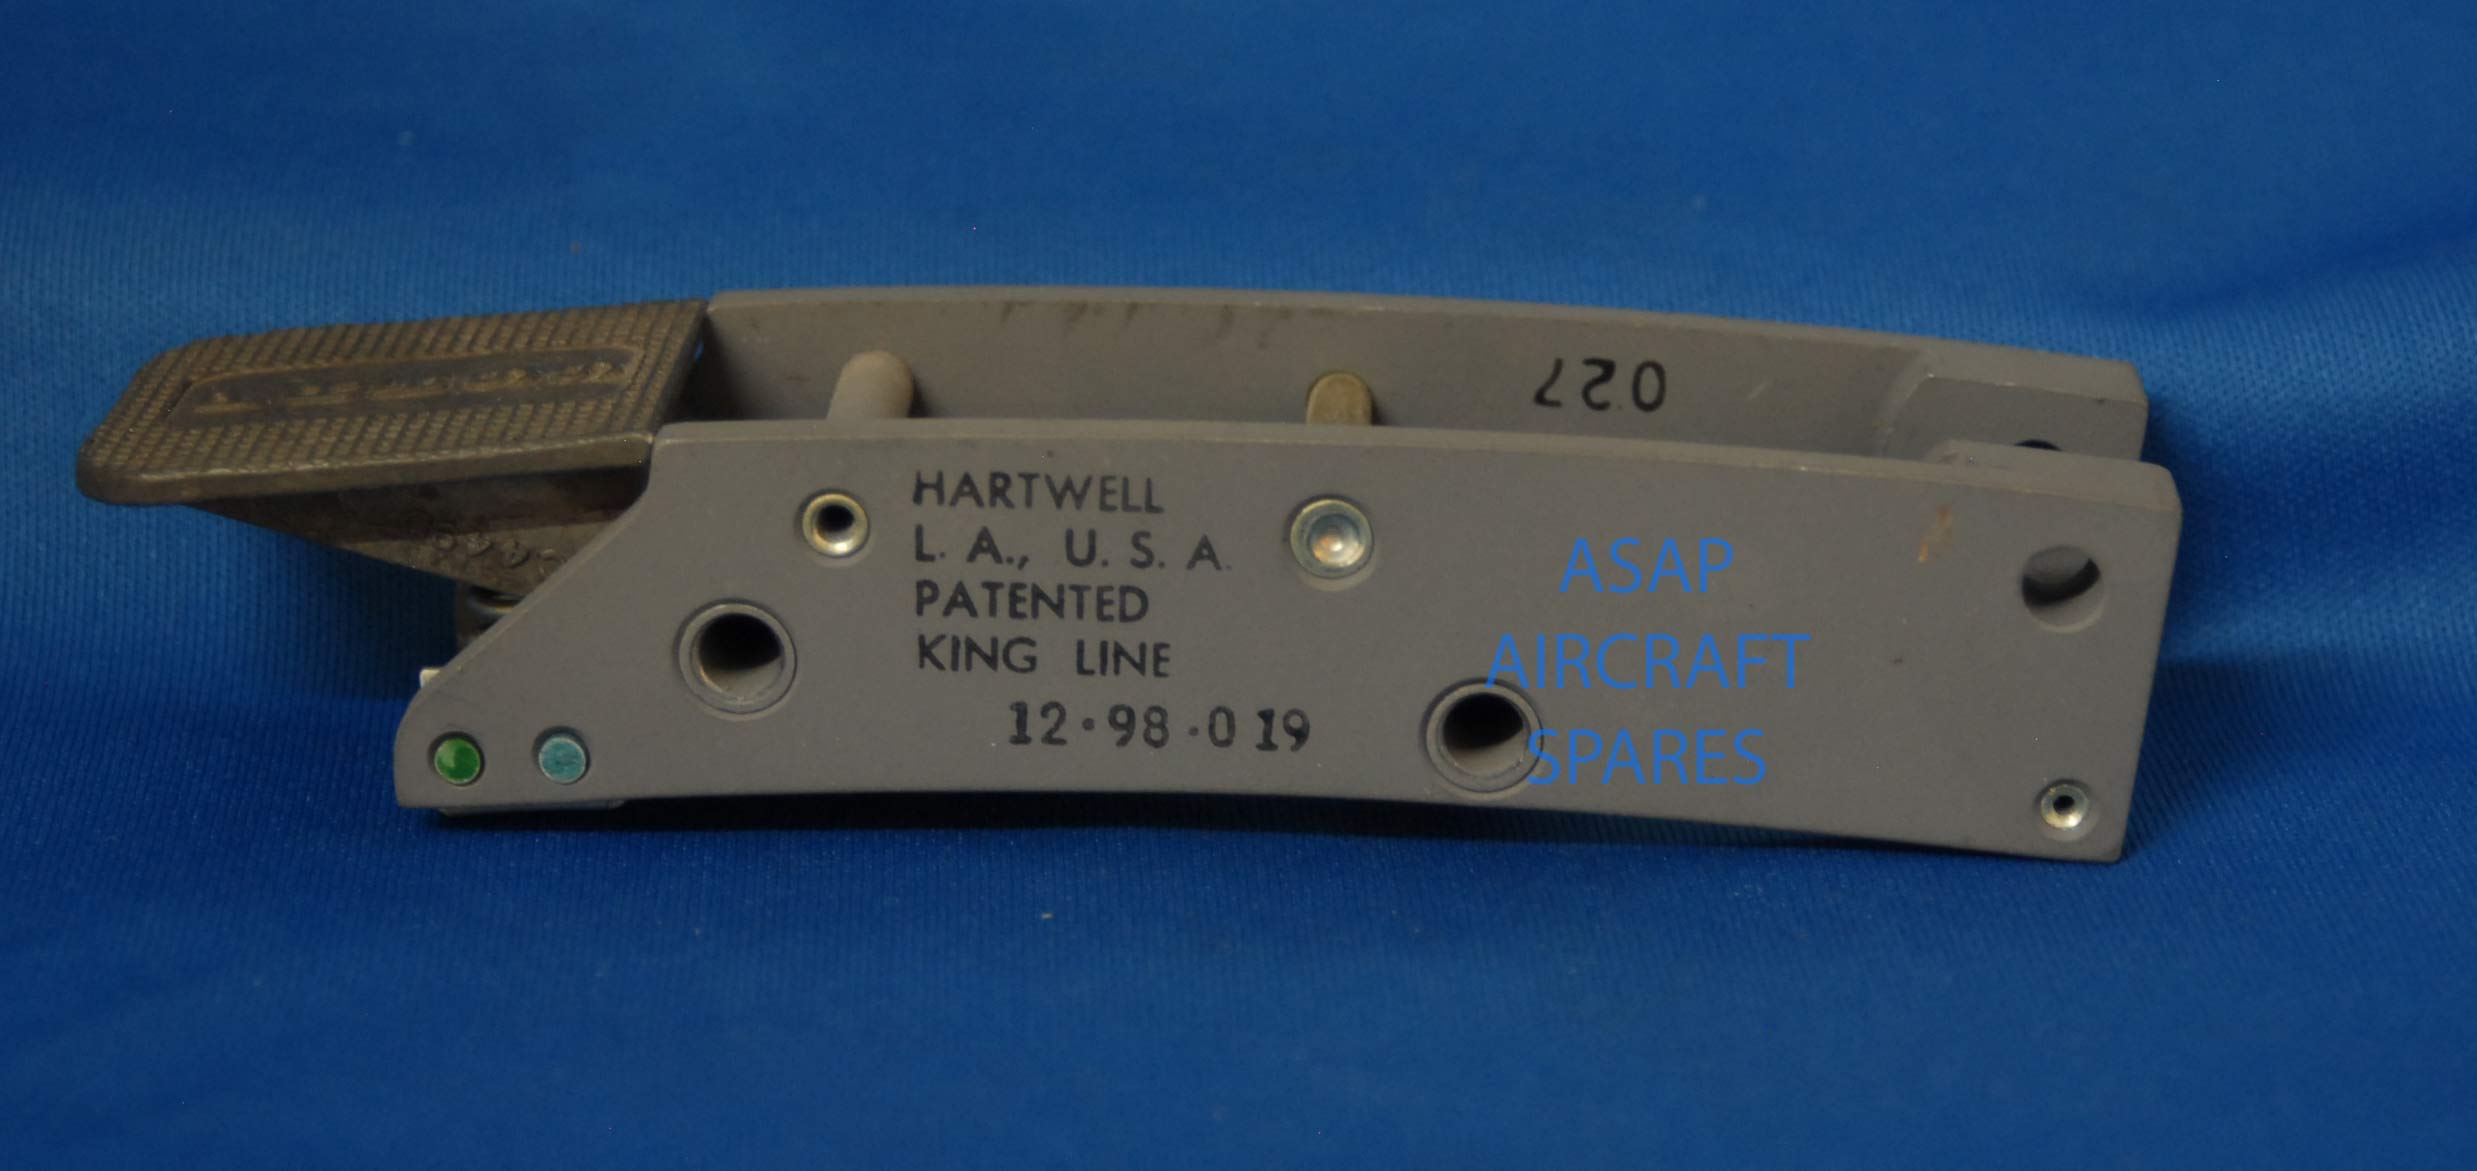 027
HARTWELL
L. A., U. S. A.
PATENTED
KING LINE
12·98·019
ASAP
AIRCRAFT
SPARES